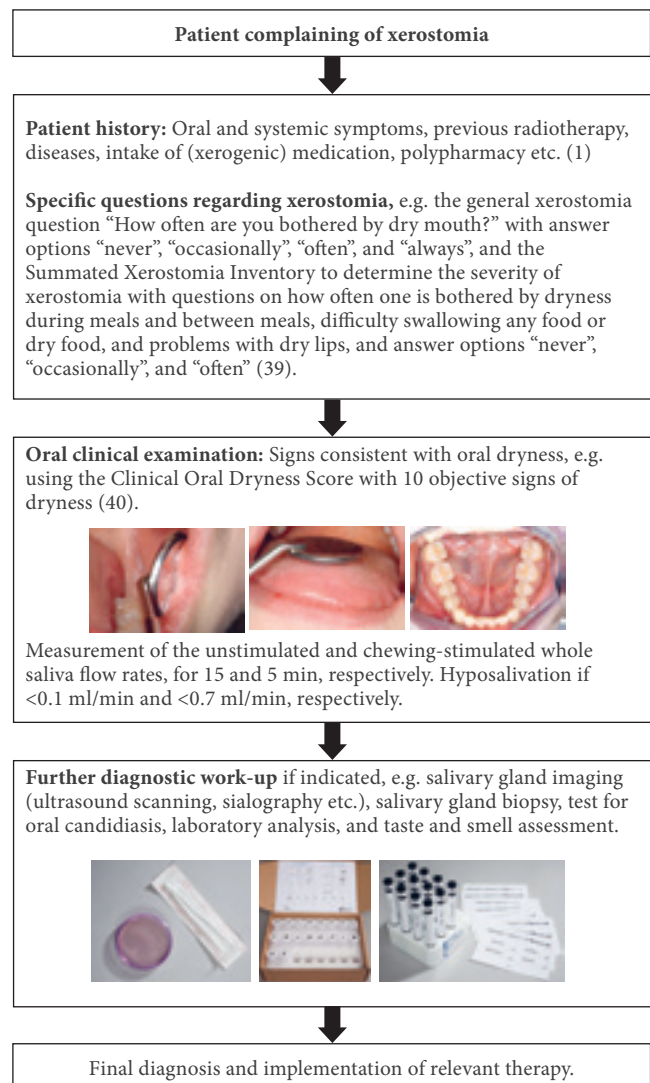 Patient complaining of xerostomia
Patient history: Oral and systemic symptoms, previous radiotherapy,
diseases, intake of (xerogenic) medication, polypharmacy etc. (1)
Specific questions regarding xerostomia, e.g. the general xerostomia
question “How often are you bothered by dry mouth?” with answer
options “never”, “occasionally”, “often”, and “always”, and the
Summated Xerostomia Inventory to determine the severity of
xerostomia with questions on how often one is bothered by dryness
during meals and between meals, difficulty swallowing any food or
dry food, and problems with dry lips, and answer options “never”,
“occasionally”, and “often” (39).
Oral clinical examination: Signs consistent with oral dryness, e.g.
using the Clinical Oral Dryness Score with 10 objective signs of
dryness (40).
Measurement of the unstimulated and chewing-stimulated whole
saliva flow rates, for 15 and 5 min, respectively. Hyposalivation if
<0.1 ml/min and <0.7 ml/min, respectively.
Further diagnostic work-up if indicated, e.g. salivary gland imaging
(ultrasound scanning, sialography etc.), salivary gland biopsy, test for
oral candidiasis, laboratory analysis, and taste and smell assessment.
Final diagnosis and implementation of relevant therapy.